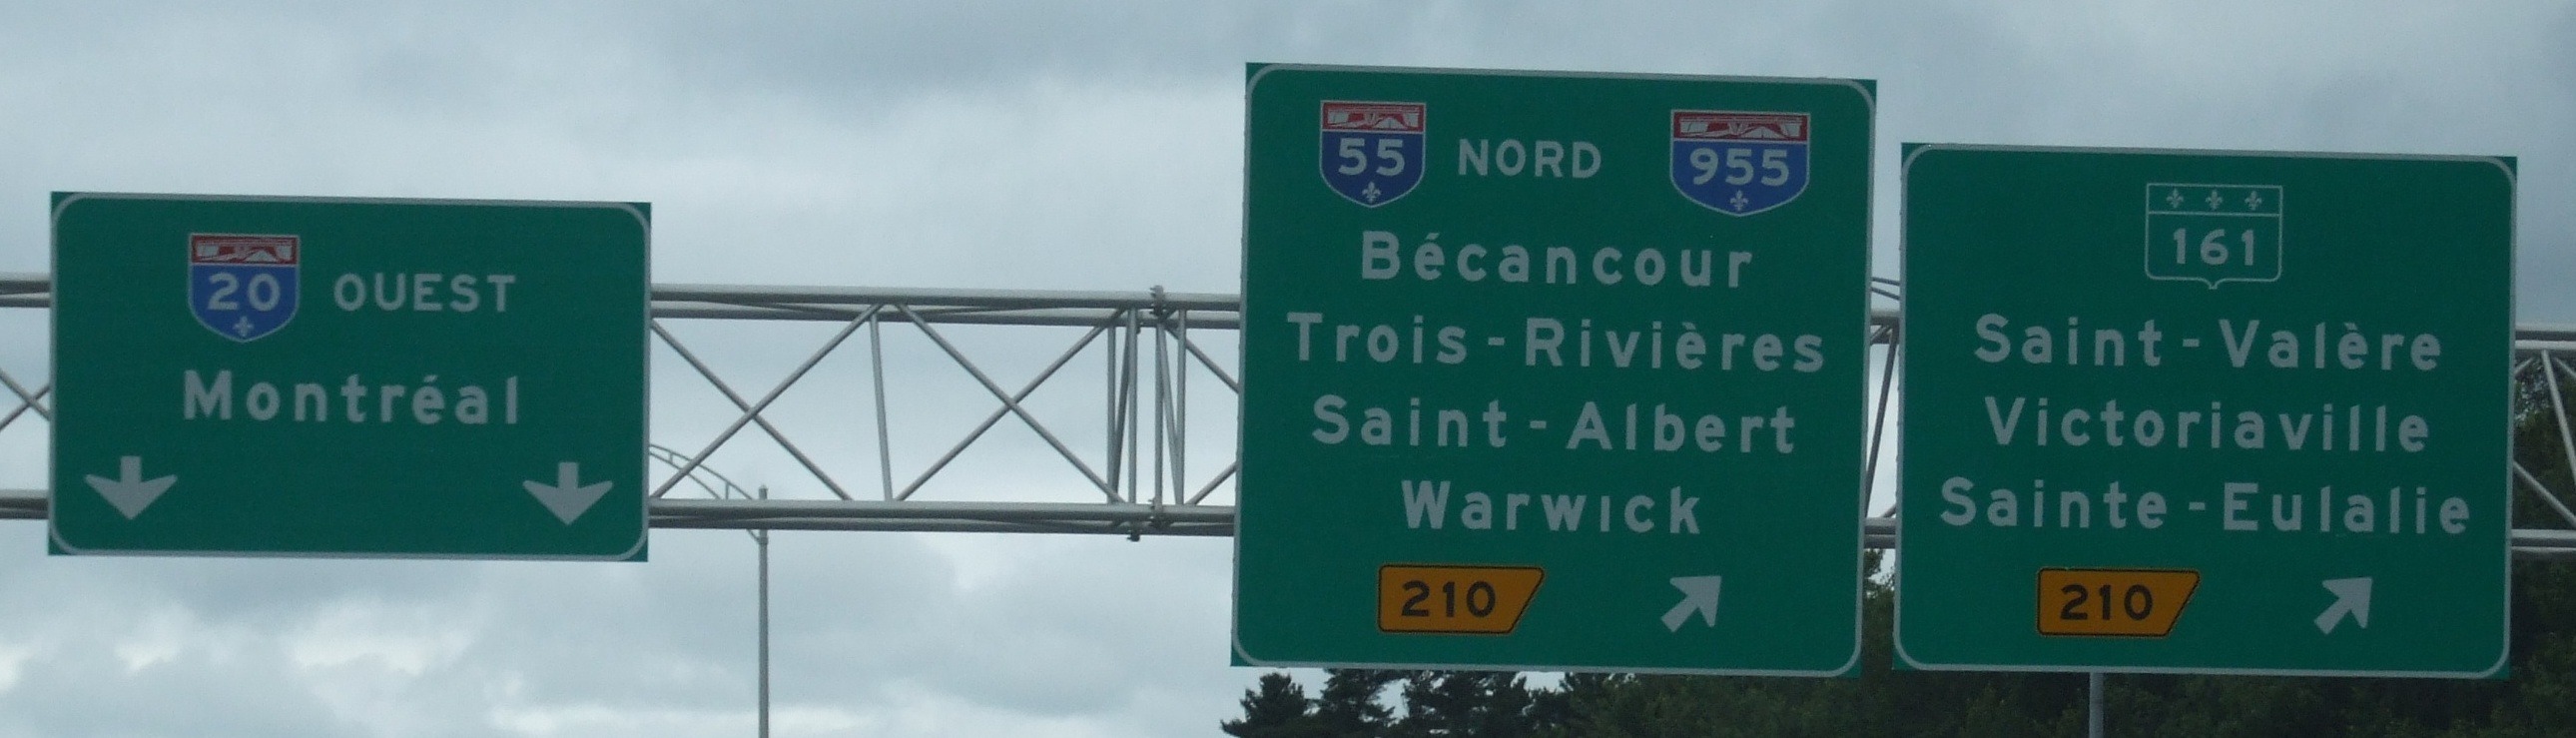 20 OUEST
Montréal
55 NORD 955
Bécancour
Trois-Rivières
Saint-Albert
Warwick
210
161
Saint-Valère
Victoriaville
Sainte-Eulalie
210